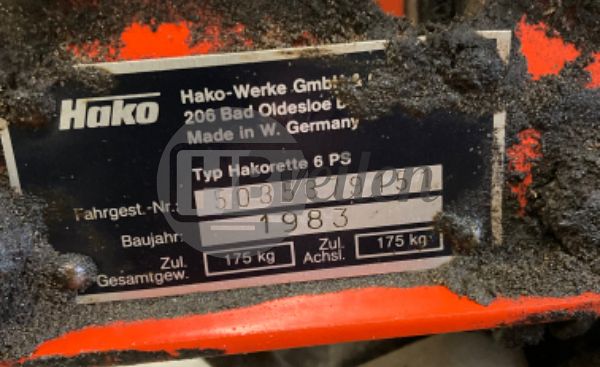 Hako
Hako-Werke GmbH &
206 Bad Oldesloe
Made in W. Germany
Typ Hakorette 6 PS
Fahrgest.-Nr.:
Baujahr: 1983
Zul. Gesamtgew. 175 kg Zul. Achsl. 175 kg